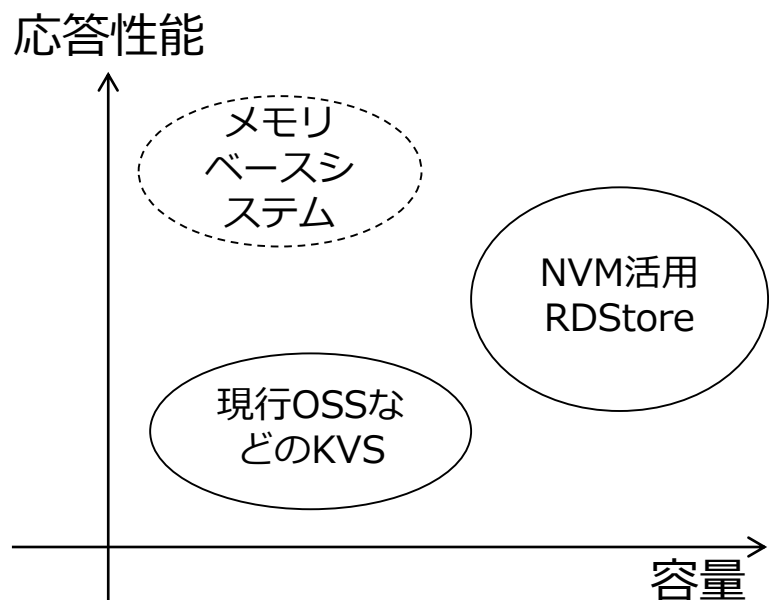 応答性能
メモリ
ベースシ
ステム
NVM活用
RDStore
現行OSSな
どのKVS
容量